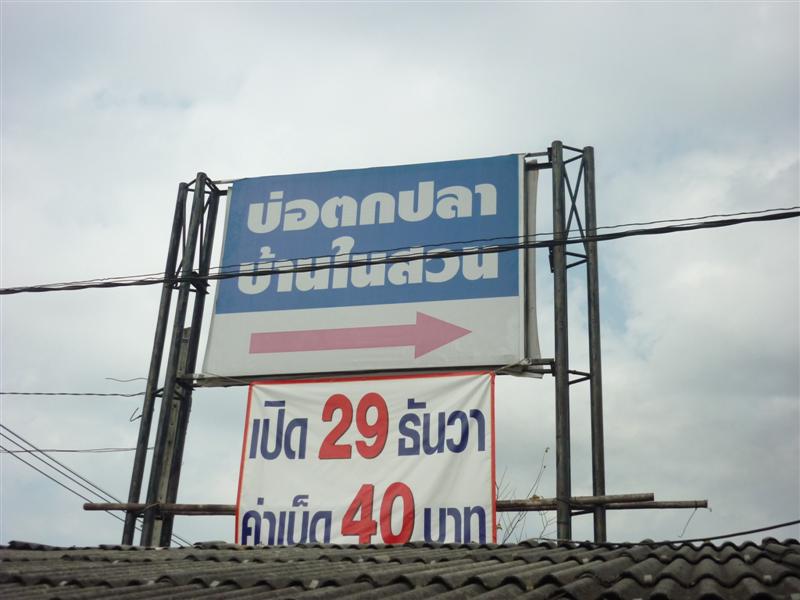 บ่อตกปลา
บ้านในสวน
เปิด 29 ธันวา
ค่าเบ็ด 40 บาท